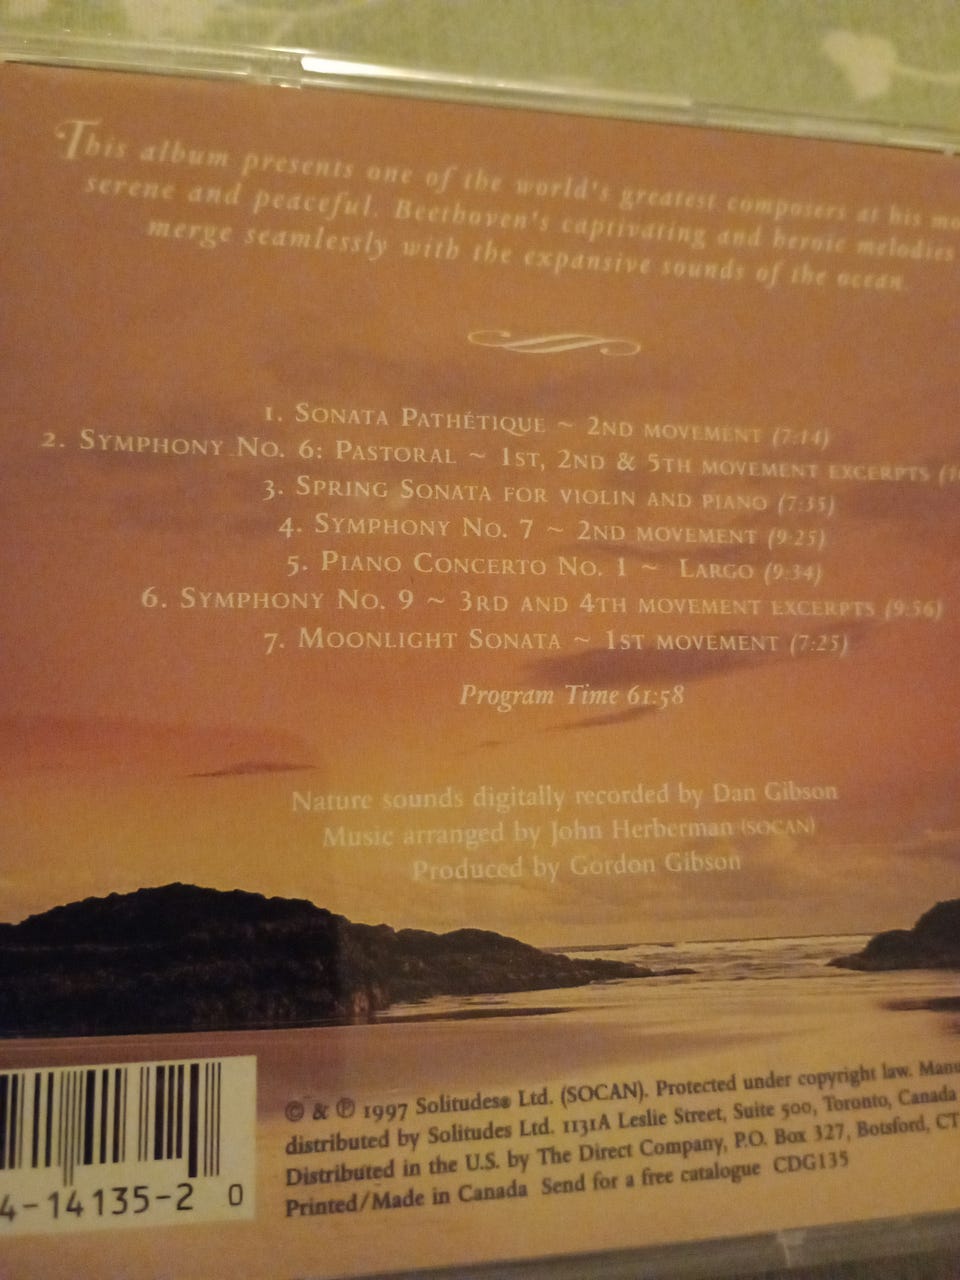 This album presents one of the world's greatest composers at his
serene and peaceful. Beethoven's captivating and heroic melodies
merge seamlessly with the expansive sounds of the ocean.
1. Sonata Pathétique ~ 2nd movement (7:14)
2. Symphony No. 6: Pastoral ~ 1st, 2nd & 5th movement excerpts
3. Spring Sonata for violin and piano (7:35)
4. Symphony No. 7 ~ 2nd movement (9:25)
5. Piano Concerto No. 1 ~ Largo (9:34)
6. Symphony No. 9 ~ 3rd and 4th movement excerpts (9:56)
7. Moonlight Sonata ~ 1st movement (7:25)
Program Time 61:58
Nature sounds digitally recorded by Dan Gibson
Music arranged by John Herberman (SOCAN)
Produced by Gordon Gibson
© & ℗ 1997 Solitudes® Ltd. (SOCAN). Protected under copyright law.
distributed by Solitudes Ltd. 1131A Leslie Street, Suite 500, Toronto, Canada
Distributed in the U.S. by The Direct Company, P.O. Box 327, Botsford, CT
Printed/Made in Canada Send for a free catalogue CDG135
4-14135-2 0